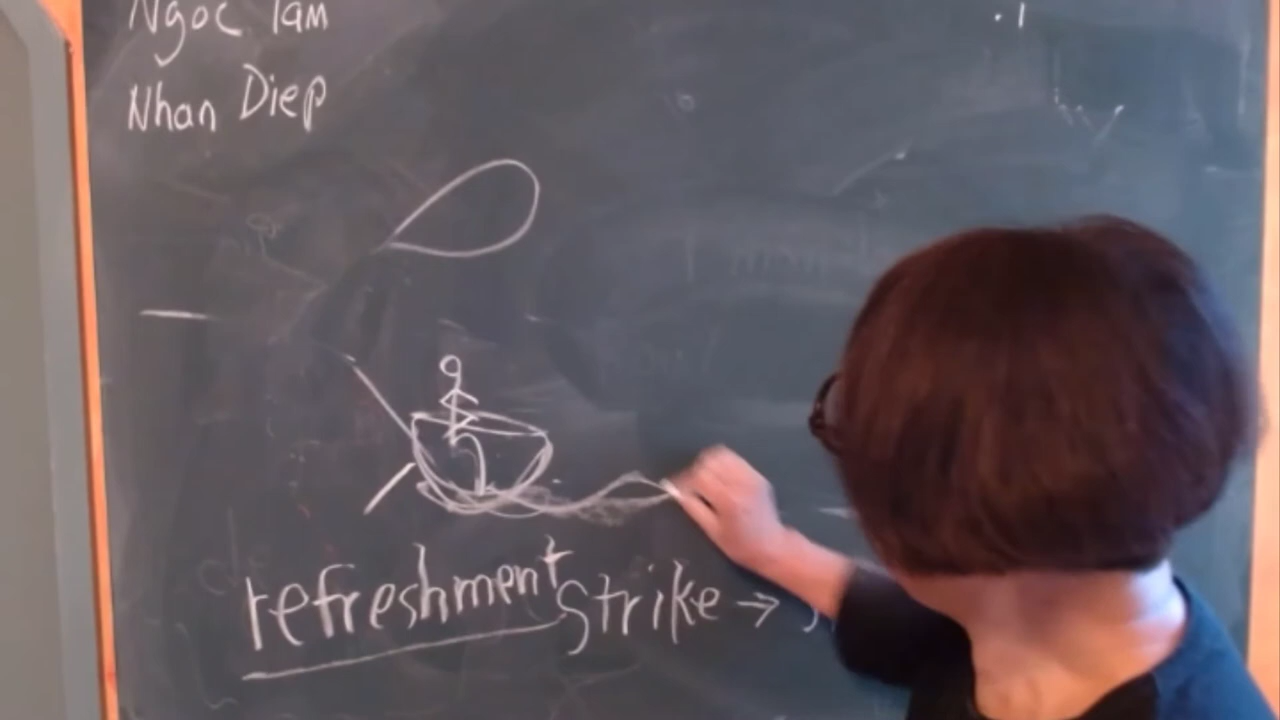 Ngoc Tam
Nhan Diep
refreshment strike →